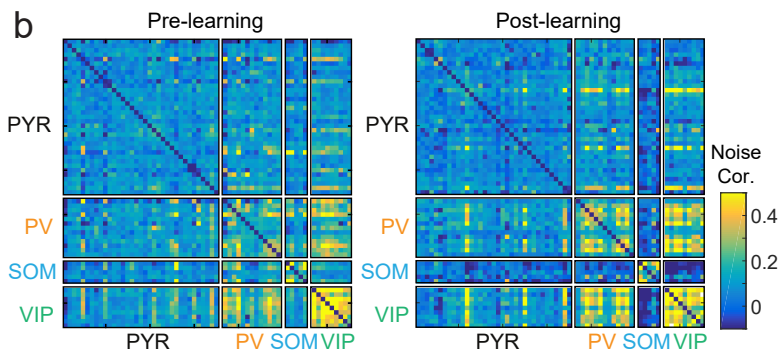 b
Pre-learning
Post-learning
PYR
PV
SOM
VIP
PYR
PV
SOM
VIP
PYR
PV
SOM
VIP
PYR
PV
SOM
VIP
Noise
Cor.
0.4
0.2
0